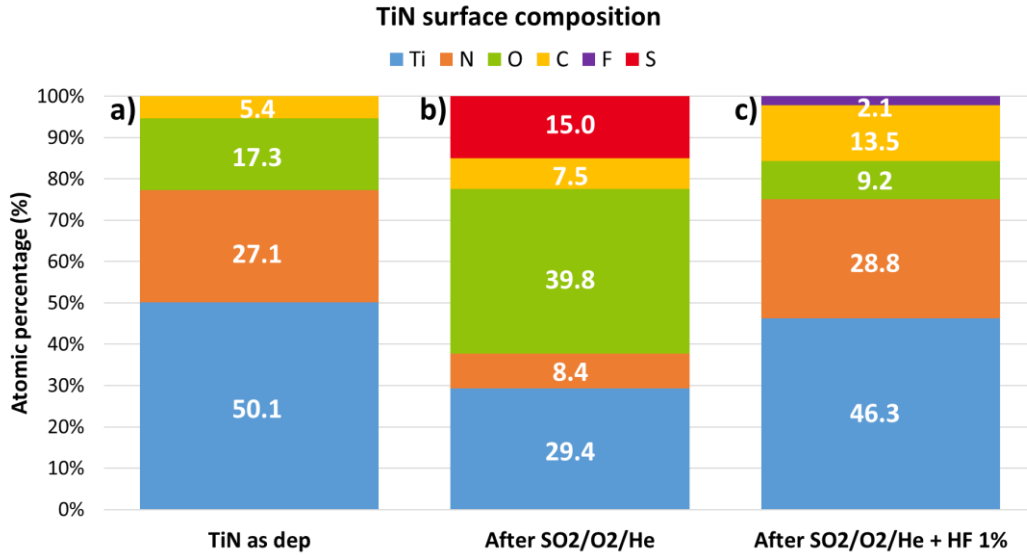 TiN surface composition
Ti N O C F S
Atomic percentage (%)
100%
90%
80%
70%
60%
50%
40%
30%
20%
10%
0%
a)
5.4
17.3
27.1
50.1
b)
15.0
7.5
39.8
8.4
29.4
c)
2.1
13.5
9.2
28.8
46.3
TiN as dep
After SO2/O2/He
After SO2/O2/He + HF 1%